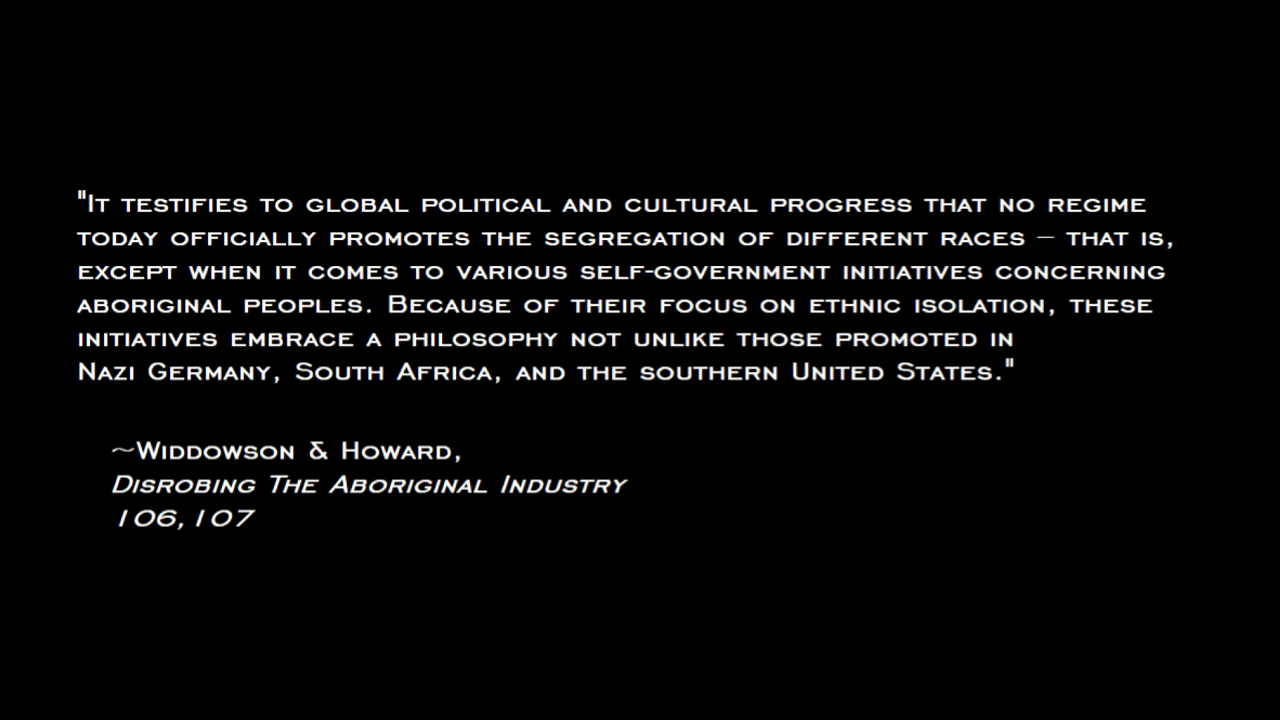 "It testifies to global political and cultural progress that no regime
today officially promotes the segregation of different races – that is,
except when it comes to various self-government initiatives concerning
aboriginal peoples. Because of their focus on ethnic isolation, these
initiatives embrace a philosophy not unlike those promoted in
Nazi Germany, South Africa, and the southern United States."
~Widdowson & Howard,
Disrobing The Aboriginal Industry
106, 107